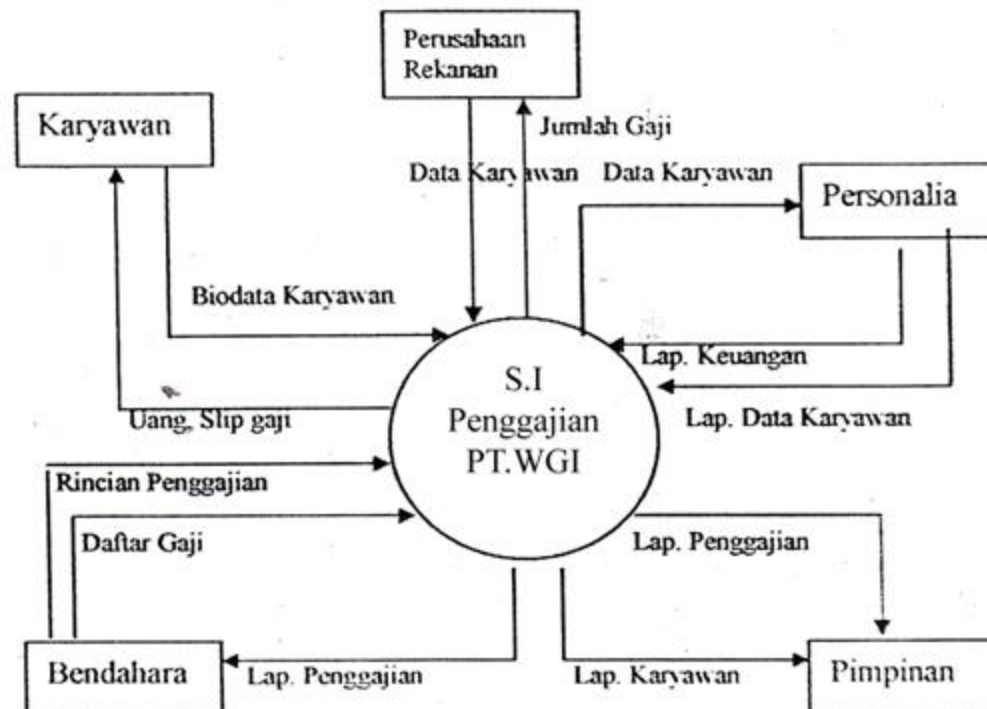 Perusahaan
Rekanan
Karyawan
Jumlah Gaji
Data Karyawan
Data Karyawan
Personalia
Biodata Karyawan
Lap. Keuangan
S.I
Penggajian
PT.WGI
Uang, Slip gaji
Lap. Data Karyawan
Rincian Penggajian
Daftar Gaji
Lap. Penggajian
Bendahara
Lap. Penggajian
Lap. Karyawan
Pimpinan